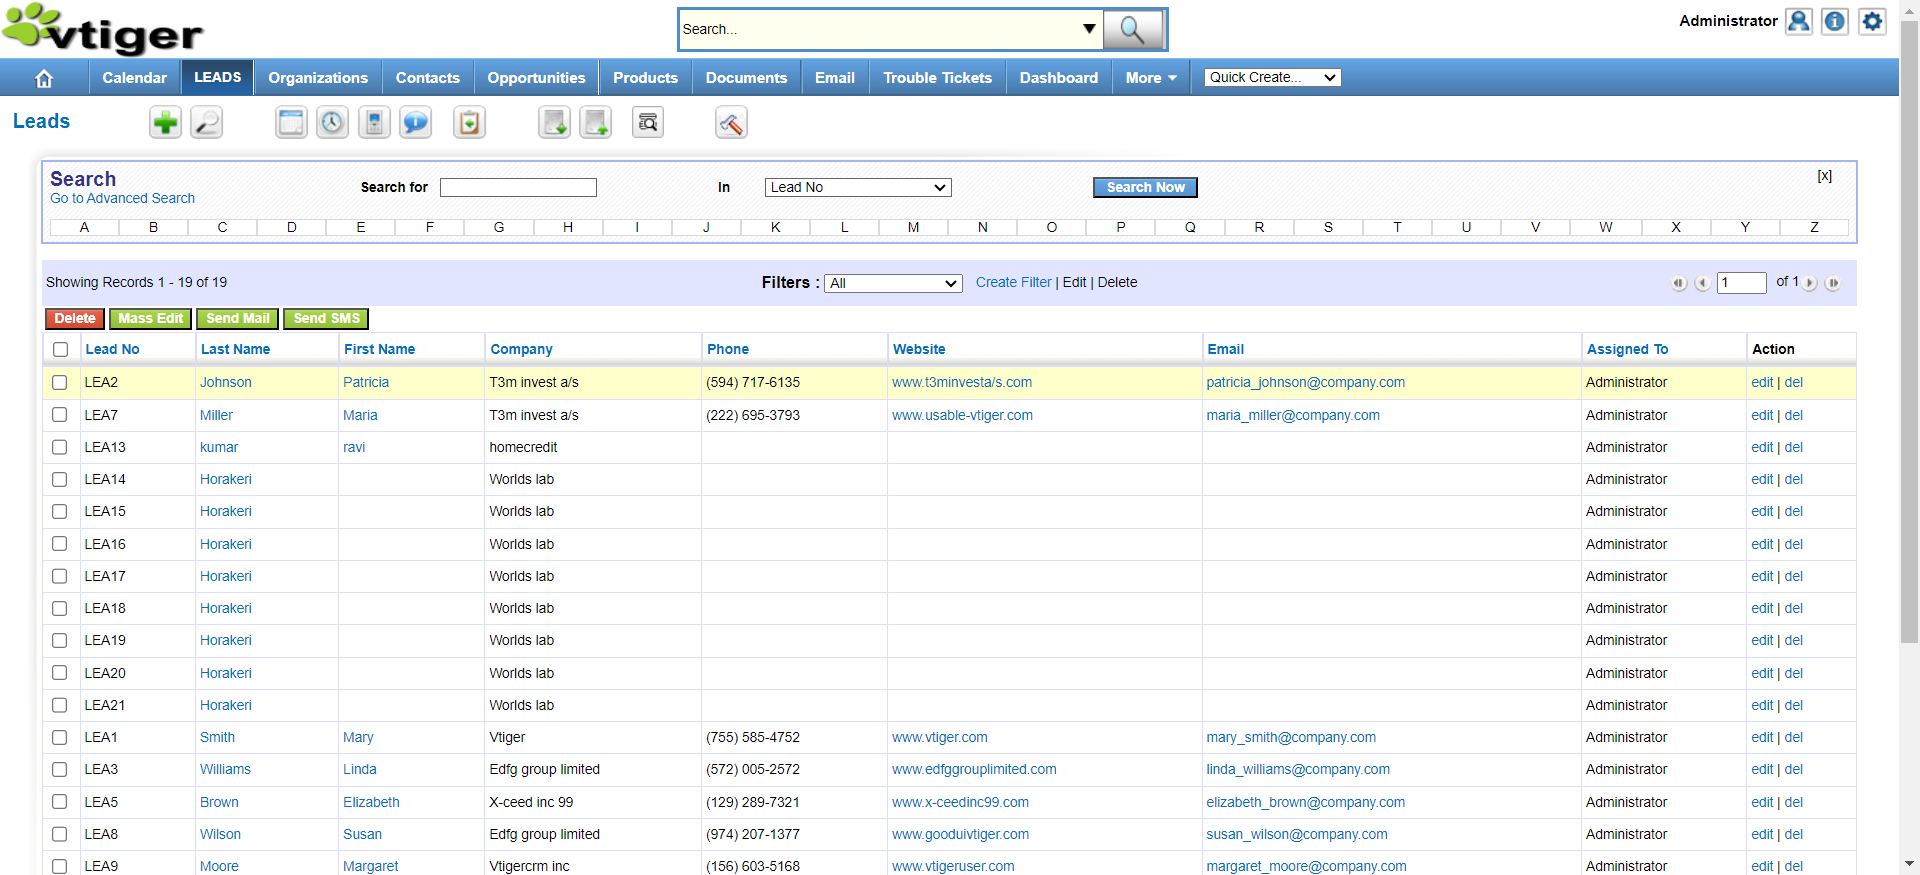 vtiger
Search...
Administrator
Calendar LEADS Organizations Contacts Opportunities Products Documents Email Trouble Tickets Dashboard More Quick Create...
Leads
Search
Go to Advanced Search
Search for In Lead No Search Now [x]
A B C D E F G H I J K L M N O P Q R S T U V W X Y Z
Showing Records 1 - 19 of 19 Filters : All Create Filter | Edit | Delete 1 of 1
Delete Mass Edit Send Mail Send SMS
Lead No Last Name First Name Company Phone Website Email Assigned To Action
LEA2 Johnson Patricia T3m invest a/s (594) 717-6135 www.t3minvesta/s.com patricia_johnson@company.com Administrator edit | del
LEA7 Miller Maria T3m invest a/s (222) 695-3793 www.usable-vtiger.com maria_miller@company.com Administrator edit | del
LEA13 kumar ravi homecredit Administrator edit | del
LEA14 Horakeri Worlds lab Administrator edit | del
LEA15 Horakeri Worlds lab Administrator edit | del
LEA16 Horakeri Worlds lab Administrator edit | del
LEA17 Horakeri Worlds lab Administrator edit | del
LEA18 Horakeri Worlds lab Administrator edit | del
LEA19 Horakeri Worlds lab Administrator edit | del
LEA20 Horakeri Worlds lab Administrator edit | del
LEA21 Horakeri Worlds lab Administrator edit | del
LEA1 Smith Mary Vtiger (755) 585-4752 www.vtiger.com mary_smith@company.com Administrator edit | del
LEA3 Williams Linda Edfg group limited (572) 005-2572 www.edfggrouplimited.com linda_williams@company.com Administrator edit | del
LEA5 Brown Elizabeth X-ceed inc 99 (129) 289-7321 www.x-ceedinc99.com elizabeth_brown@company.com Administrator edit | del
LEA8 Wilson Susan Edfg group limited (974) 207-1377 www.gooduivtiger.com susan_wilson@company.com Administrator edit | del
LEA9 Moore Margaret Vtigercrm inc (156) 603-5168 www.vtigeruser.com margaret_moore@company.com Administrator edit | del